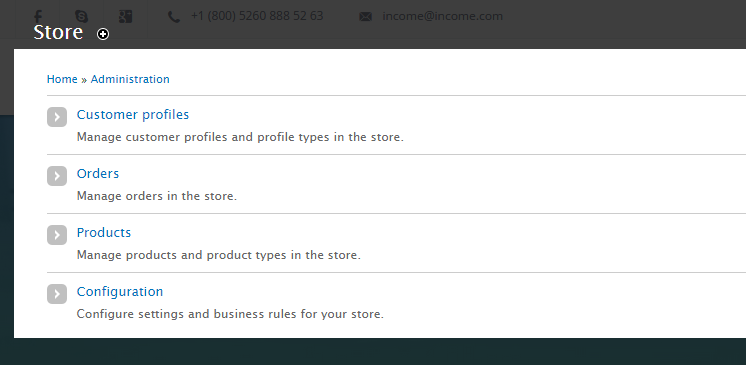 +1 (800) 5260 888 52 63 income@income.com
Store
Home » Administration
Customer profiles
Manage customer profiles and profile types in the store.
Orders
Manage orders in the store.
Products
Manage products and product types in the store.
Configuration
Configure settings and business rules for your store.